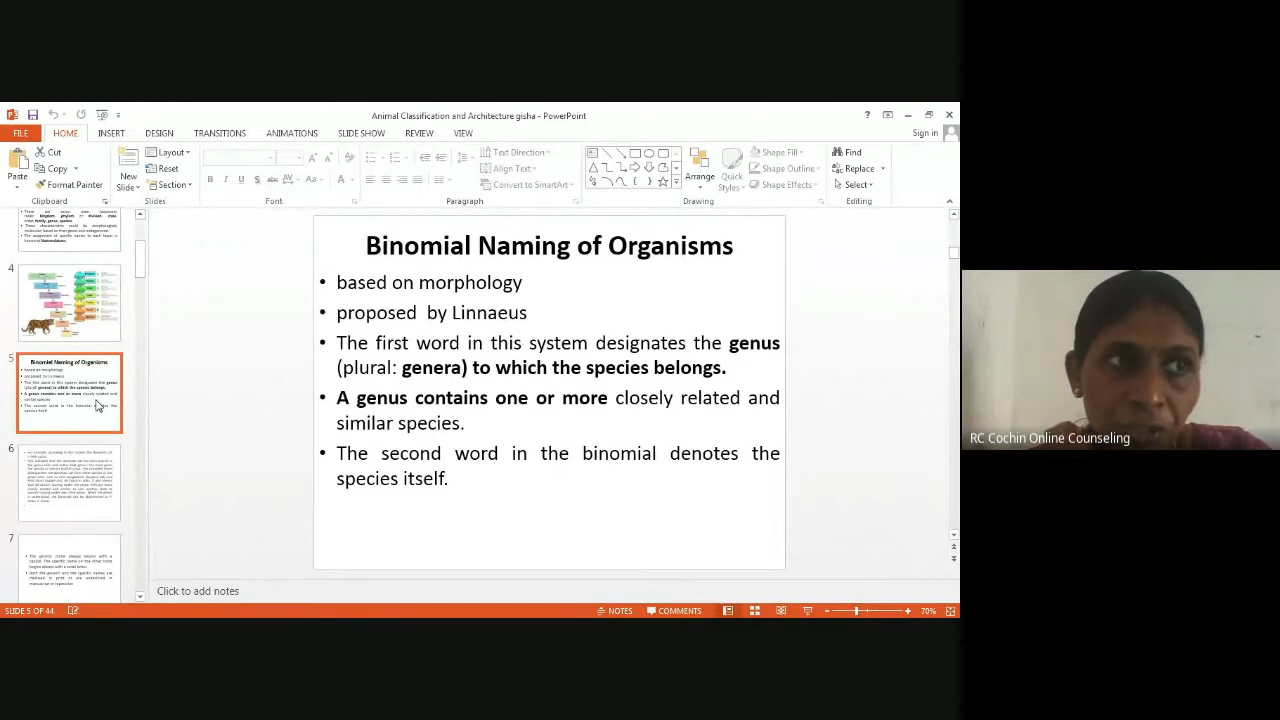 Animal Classification and Architecture gisha - PowerPoint
FILE HOME INSERT DESIGN TRANSITIONS ANIMATIONS SLIDE SHOW REVIEW VIEW Sign in
Cut
Copy
Format Painter
Paste
Clipboard
New Slide
Layout
Reset
Section
Slides
Font
Text Direction
Align Text
Convert to SmartArt
Paragraph
Arrange
Quick Styles
Shape Fill
Shape Outline
Shape Effects
Drawing
Find
Replace
Select
Editing
4
5
6
7
Binomial Naming of Organisms
• based on morphology
• proposed by Linnaeus
• The first word in this system designates the genus
(plural: genera) to which the species belongs.
• A genus contains one or more closely related and
similar species.
• The second word in the binomial denotes the
species itself.
Click to add notes
SLIDE 5 OF 44 NOTES COMMENTS 70%
RC Cochin Online Counseling